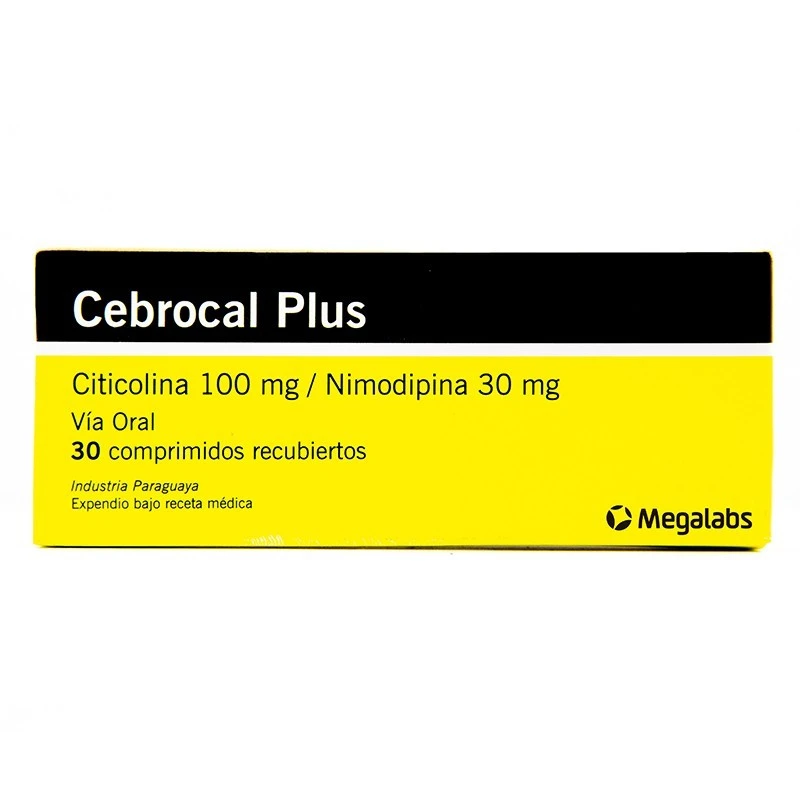 Cebrocal Plus
Citicolina 100 mg / Nimodipina 30 mg
Vía Oral
30 comprimidos recubiertos
Industria Paraguaya
Expendio bajo receta médica
Megalabs